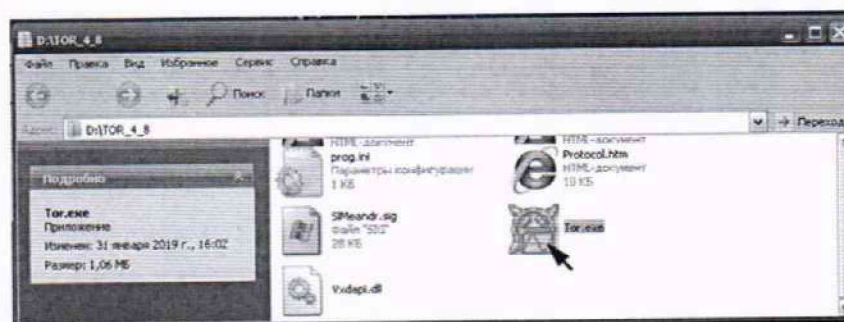 D:\TOR_4_8
Файл Правка Вид Избранное Сервис Справка
Поиск Папки
Адрес: D:\TOR_4_8 Переход
HTML-документ HTML-документ
prog.ini Protocol.htm
Параметры конфигурации HTML-документ
1 КБ 10 КБ
Подробно
Tor.exe
Приложение
Изменен: 31 января 2019 г., 16:02
Размер: 1,06 МБ
SIMeandr.sig Tor.exe
Файл "SIG"
28 КБ
Vxdapi.dll